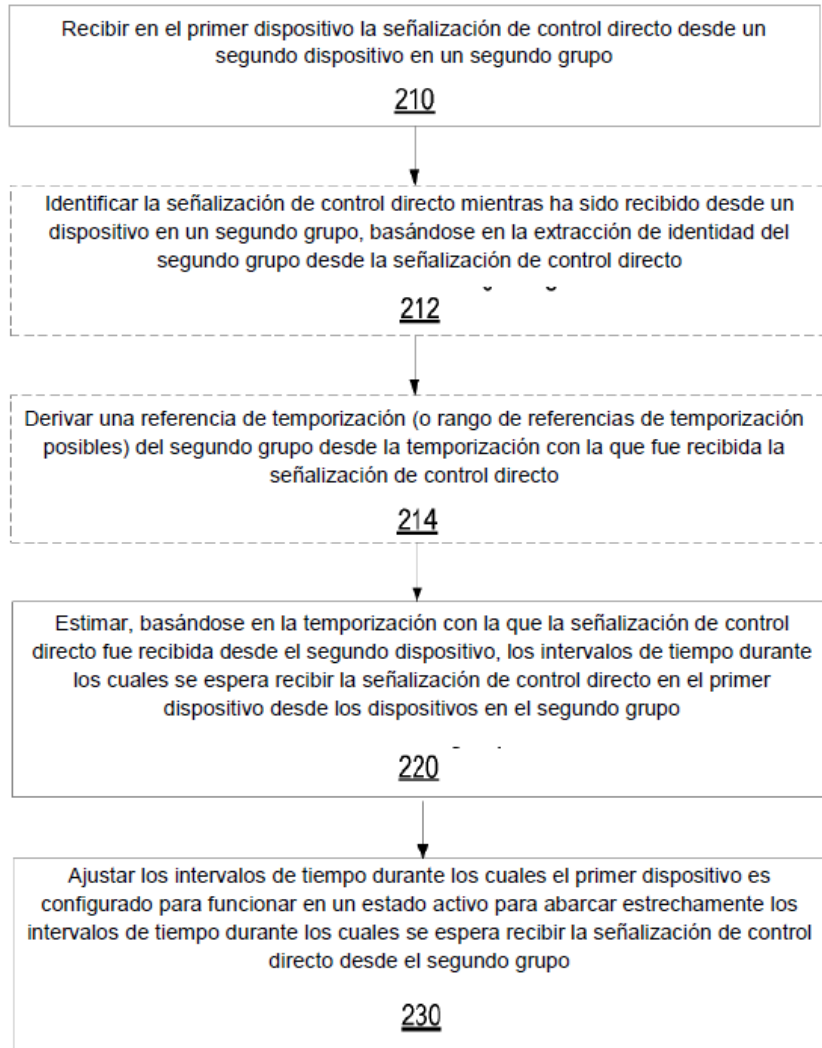 Recibir en el primer dispositivo la señalización de control directo desde un
segundo dispositivo en un segundo grupo
210
Identificar la señalización de control directo mientras ha sido recibido desde un
dispositivo en un segundo grupo, basándose en la extracción de identidad del
segundo grupo desde la señalización de control directo
212
Derivar una referencia de temporización (o rango de referencias de temporización
posibles) del segundo grupo desde la temporización con la que fue recibida la
señalización de control directo
214
Estimar, basándose en la temporización con la que la señalización de control
directo fue recibida desde el segundo dispositivo, los intervalos de tiempo durante
los cuales se espera recibir la señalización de control directo en el primer
dispositivo desde los dispositivos en el segundo grupo
220
Ajustar los intervalos de tiempo durante los cuales el primer dispositivo es
configurado para funcionar en un estado activo para abarcar estrechamente los
intervalos de tiempo durante los cuales se espera recibir la señalización de control
directo desde el segundo grupo
230